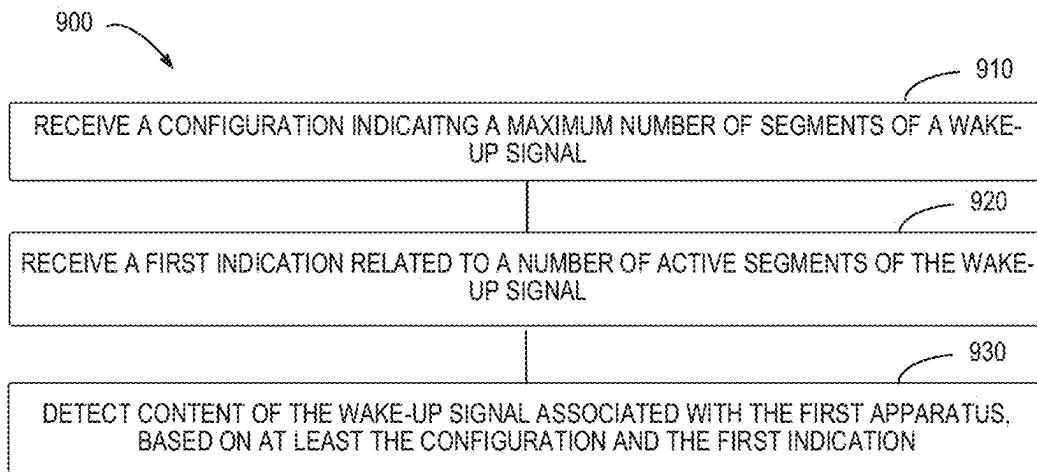 900
910
RECEIVE A CONFIGURATION INDICAITNG A MAXIMUM NUMBER OF SEGMENTS OF A WAKE-
UP SIGNAL
920
RECEIVE A FIRST INDICATION RELATED TO A NUMBER OF ACTIVE SEGMENTS OF THE WAKE-
UP SIGNAL
930
DETECT CONTENT OF THE WAKE-UP SIGNAL ASSOCIATED WITH THE FIRST APPARATUS,
BASED ON AT LEAST THE CONFIGURATION AND THE FIRST INDICATION